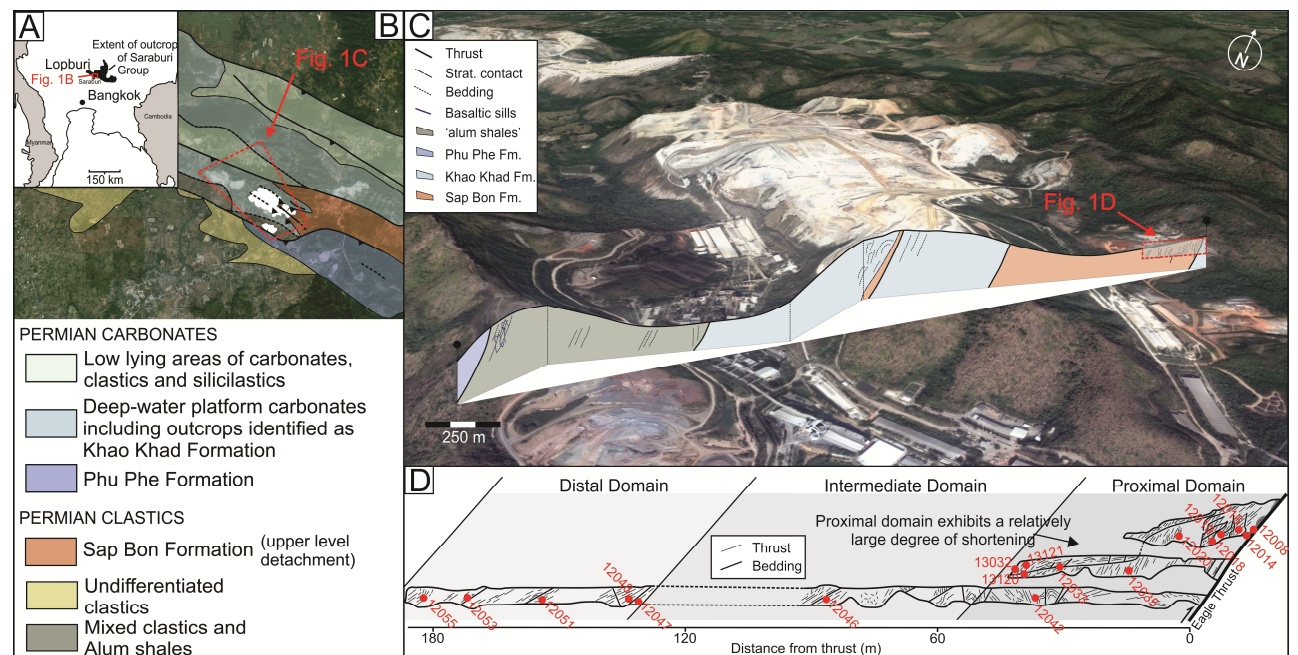 A
Extent of outcrop
of Saraburi
Group
Lopburi
Fig. 1B
Saraburi
Bangkok
Cambodia
Myanmar
150 km
B
Fig. 1C
PERMIAN CARBONATES
Low lying areas of carbonates,
clastics and silicilastics
Deep-water platform carbonates
including outcrops identified as
Khao Khad Formation
Phu Phe Formation
PERMIAN CLASTICS
Sap Bon Formation (upper level
detachment)
Undifferentiated
clastics
Mixed clastics and
Alum shales
C
Thrust
Strat. contact
Bedding
Basaltic sills
'alum shales'
Phu Phe Fm.
Khao Khad Fm.
Sap Bon Fm.
N
Fig. 1D
250 m
D
Distal Domain
Intermediate Domain
Proximal Domain
Proximal domain exhibits a relatively
large degree of shortening
Thrust
Bedding
12055
12053
12051
12048
12047
12046
13032
13121
13120
12037
12042
12035
12020
12018
12014
12008
Eagle Thrust
180
120
60
0
Distance from thrust (m)